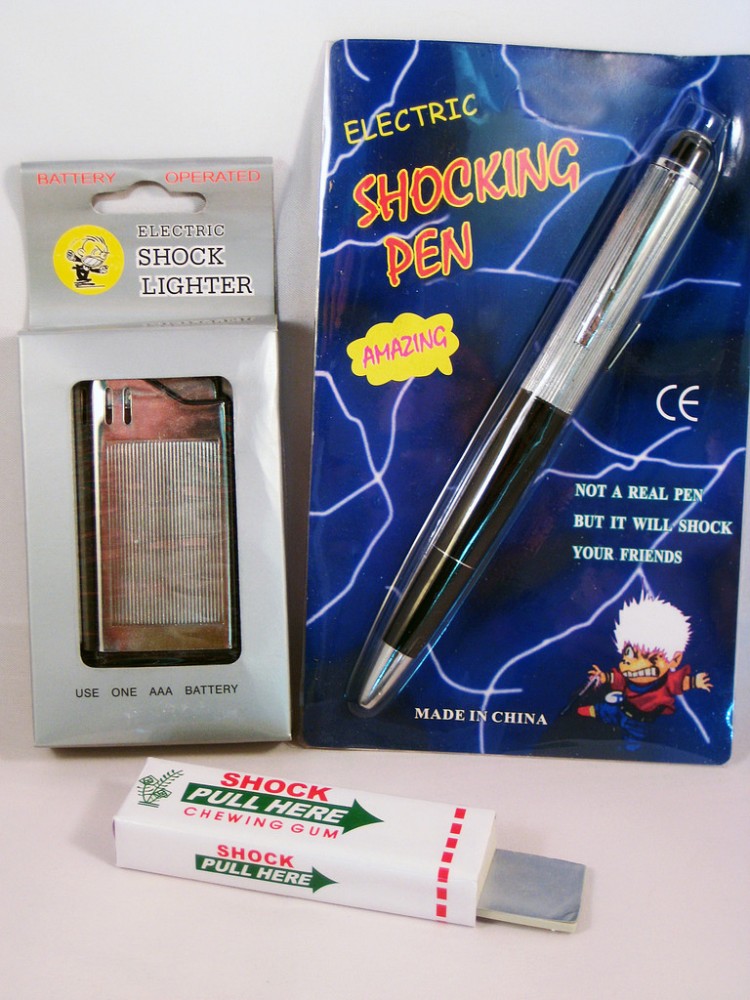 BATTERY OPERATED
ELECTRIC
SHOCK
LIGHTER
USE ONE AAA BATTERY
ELECTRIC
SHOCKING
PEN
AMAZING
CE
NOT A REAL PEN
BUT IT WILL SHOCK
YOUR FRIENDS
MADE IN CHINA
SHOCK
PULL HERE
CHEWING GUM
SHOCK
PULL HERE